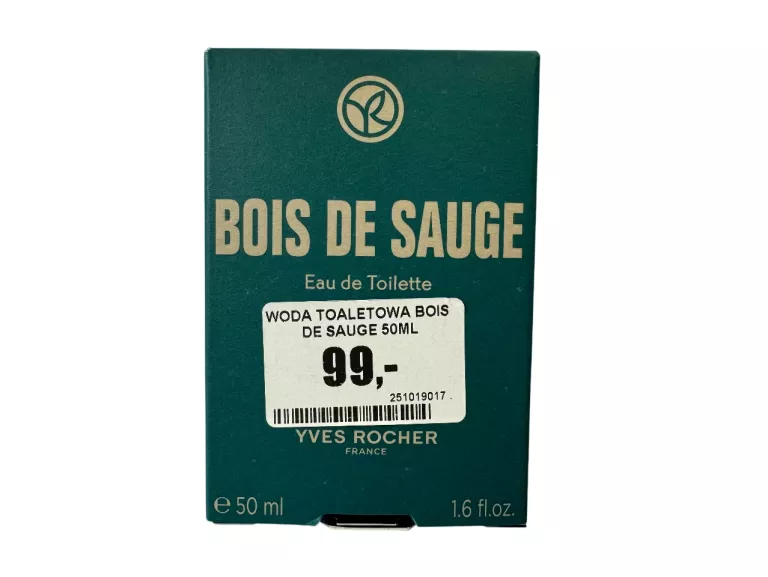 BOIS DE SAUGE
Eau de Toilette
WODA TOALETOWA BOIS
DE SAUGE 50ML
99,-
251019017 .
YVES ROCHER
FRANCE
℮ 50 ml 1.6 fl.oz.